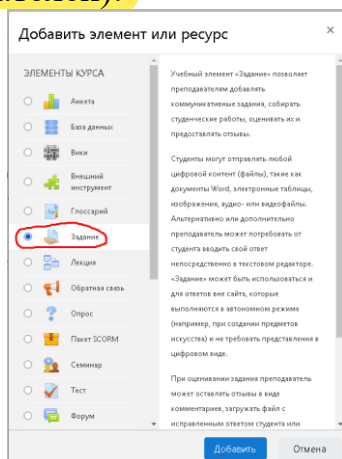 Добавить элемент или ресурс
×
ЭЛЕМЕНТЫ КУРСА
Анкета
База данных
Вики
Внешний
инструмент
Глоссарий
Задание
Лекция
Обратная связь
Опрос
Пакет SCORM
Семинар
Тест
Форум
Учебный элемент «Задание» позволяет
преподавателям добавлять
коммуникативные задания, собирать
студенческие работы, оценивать их и
предоставлять отзывы.
Студенты могут отправлять любой
цифровой контент (файлы), такие как
документы Word, электронные таблицы,
изображения, аудио- или видеофайлы.
Альтернативно или дополнительно
преподаватель может потребовать от
студента вводить свой ответ
непосредственно в текстовом редакторе.
«Задание» может быть использоваться и
для ответов вне сайта, которые
выполняются в автономном режиме
(например, при создании предметов
искусства) и не требовать представления в
цифровом виде.
При оценивании задания преподаватель
может оставлять отзывы в виде
комментариев, загружать файл с
исправленным ответом студента или
Добавить
Отмена